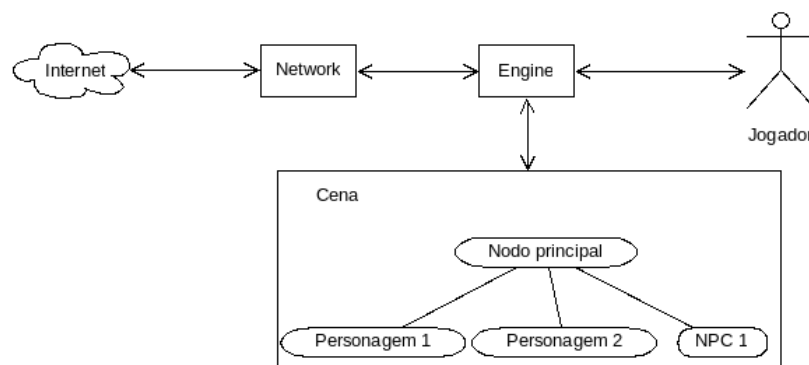 Internet
Network
Engine
Jogador
Cena
Nodo principal
Personagem 1
Personagem 2
NPC 1